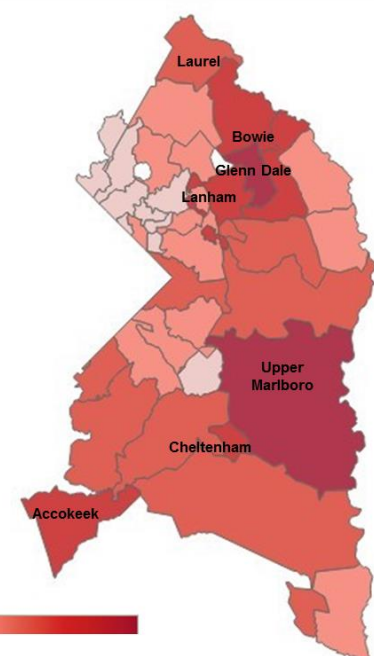 Laurel
Bowie
Glenn Dale
Lanham
Upper
Marlboro
Cheltenham
Accokeek